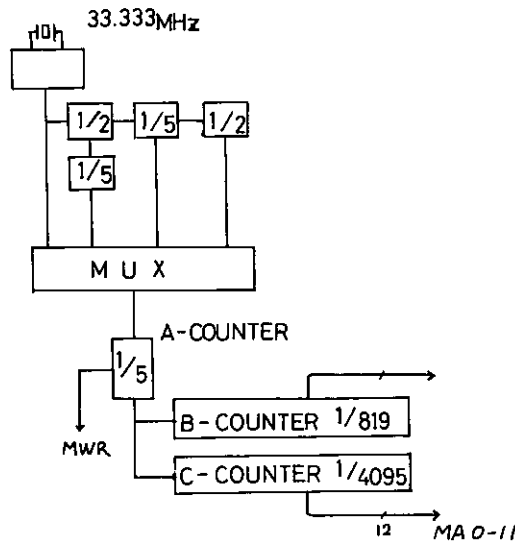 33.333MHz
1/2 1/5 1/2
1/5
MUX
A-COUNTER
1/5
B-COUNTER 1/819
MWR
C-COUNTER 1/4095
12 MA 0-11